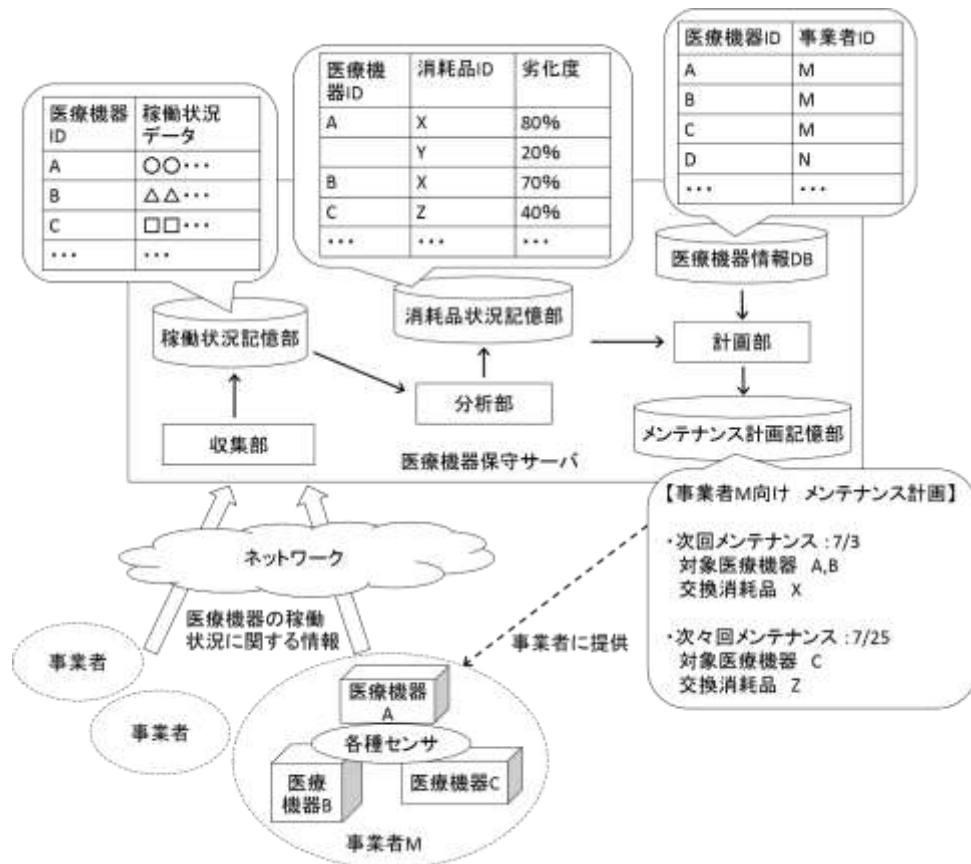 医療機器ID 稼働状況データ
A ○○・・・
B △△・・・
C □□・・・
・・・ ・・・
医療機器ID 消耗品ID 劣化度
A X 80%
Y 20%
B X 70%
C Z 40%
・・・ ・・・ ・・・
医療機器ID 事業者ID
A M
B M
C M
D N
・・・ ・・・
医療機器情報DB
稼働状況記憶部
消耗品状況記憶部
計画部
分析部
収集部
メンテナンス計画記憶部
医療機器保守サーバ
【事業者M向け メンテナンス計画】
・次回メンテナンス:7/3
対象医療機器 A,B
交換消耗品 X
・次々回メンテナンス:7/25
対象医療機器 C
交換消耗品 Z
ネットワーク
医療機器の稼働
状況に関する情報
事業者に提供
事業者
事業者
医療機器
A
各種センサ
医療
機器B
医療機器C
事業者M